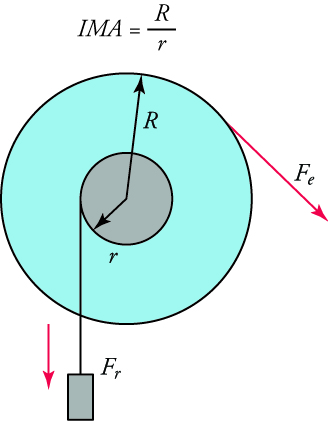 IMA = R/r
R
F_e
r
F_r